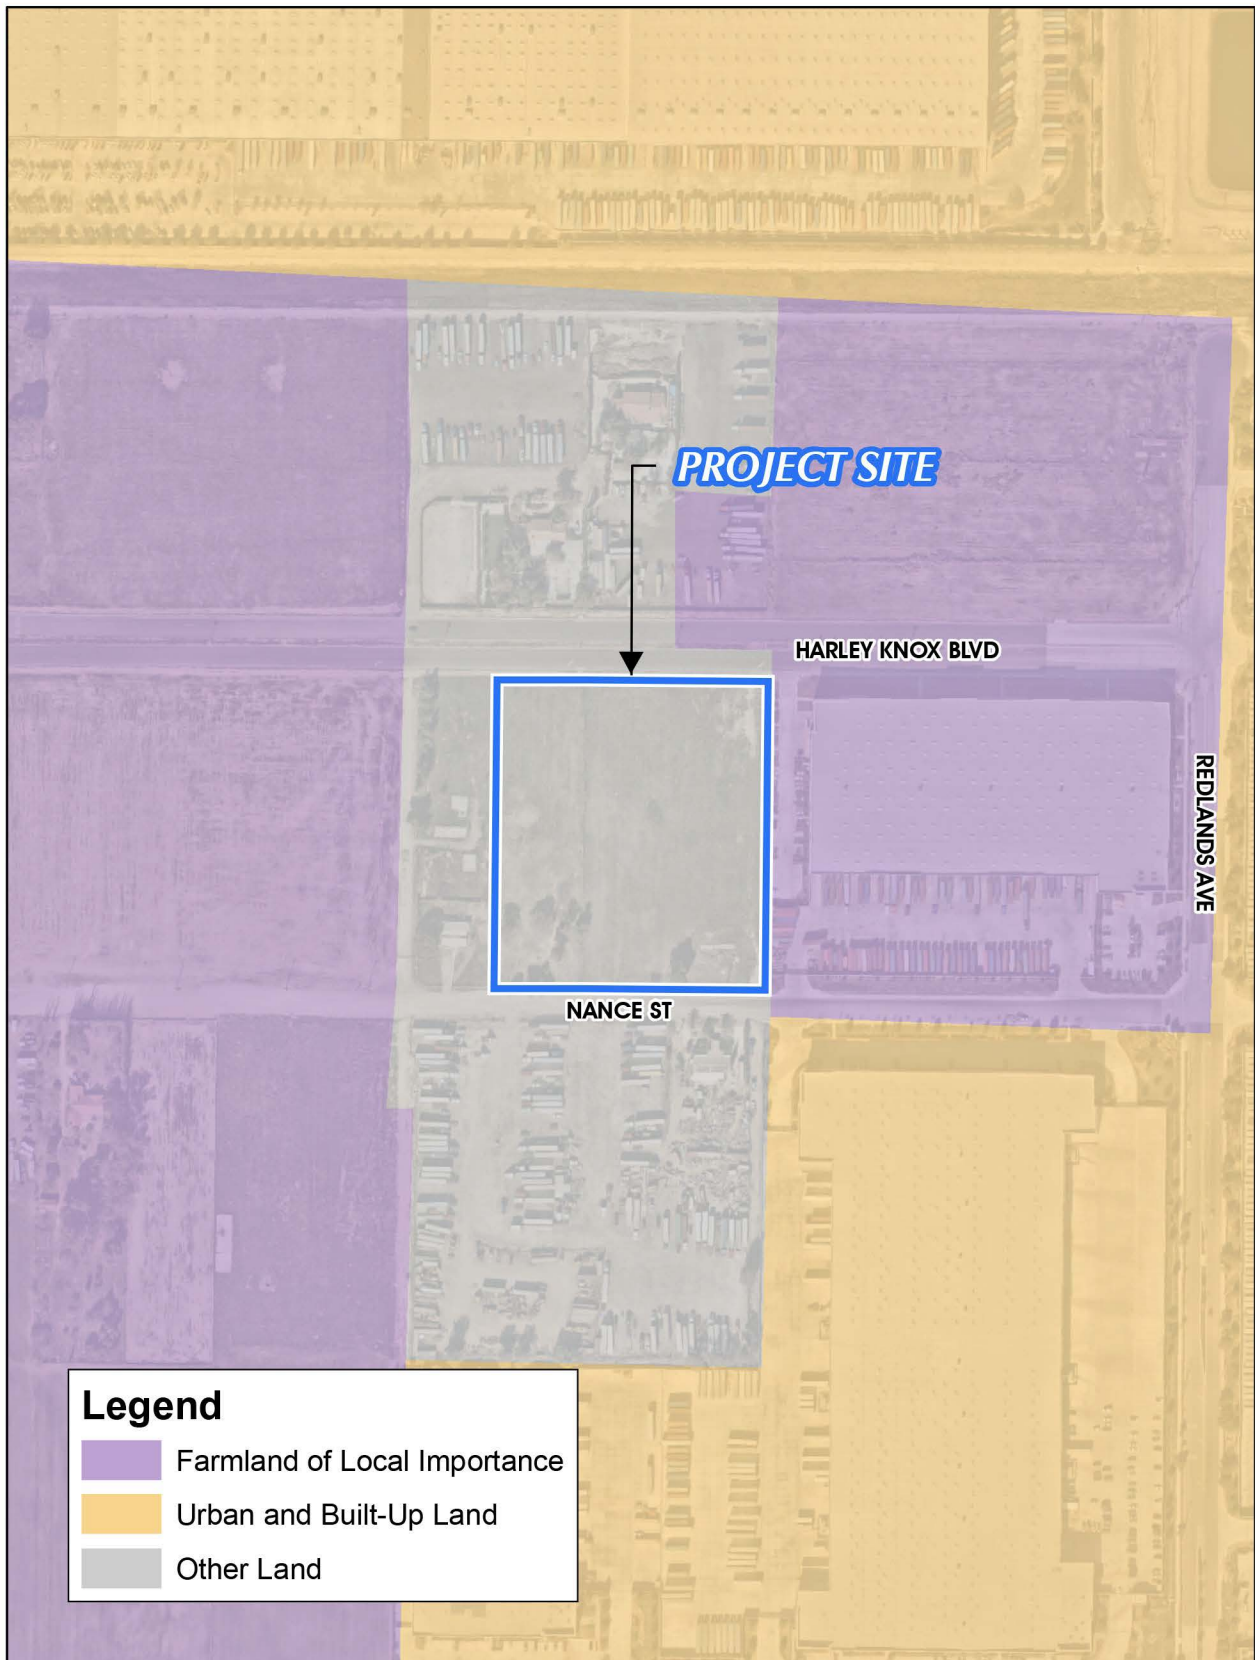 PROJECT SITE
HARLEY KNOX BLVD
REDLANDS AVE
NANCE ST
Legend
Farmland of Local Importance
Urban and Built-Up Land
Other Land